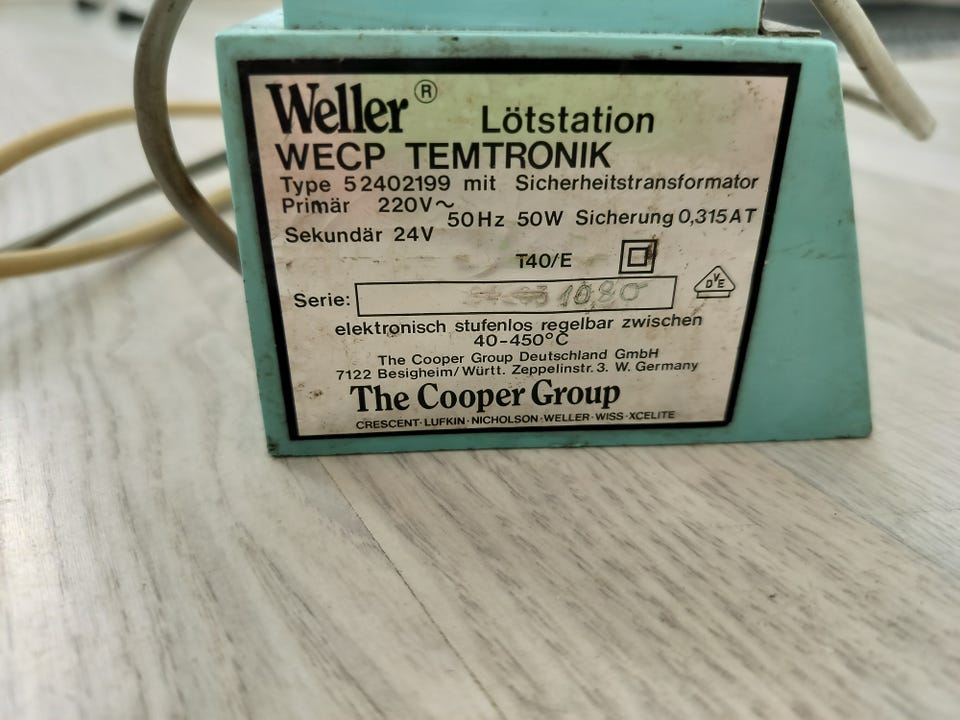 Weller ®
Lötstation
WECP TEMTRONIK
Type 52402199 mit Sicherheitstransformator
Primär 220V~
50Hz 50W Sicherung 0,315AT
Sekundär 24V
T40/E
VDE
Serie: 1080
elektronisch stufenlos regelbar zwischen
40-450°C
The Cooper Group Deutschland GmbH
7122 Besigheim/Württ. Zeppelinstr. 3. W. Germany
The Cooper Group
CRESCENT·LUFKIN·NICHOLSON·WELLER·WISS·XCELITE